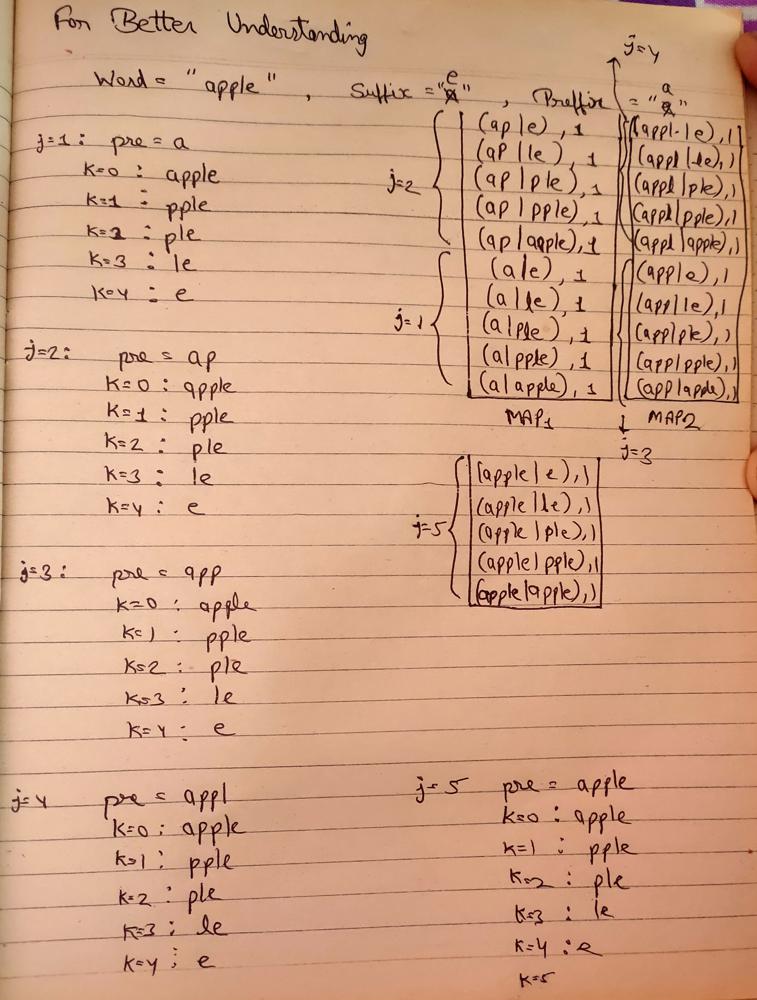 For Better Understanding
Word = "apple" , Suffix = "e" , Preffix = "a"
j=1: pre = a
k=0 : apple
k=1 : pple
k=2 : ple
k=3 : le
k=4 : e
j=2: pre = ap
k=0 : apple
k=1 : pple
k=2 : ple
k=3 : le
k=4 : e
j=3: pre = app
k=0 : apple
k=1 : pple
k=2 : ple
k=3 : le
k=4 : e
j=4 pre = appl
k=0 : apple
k=1 : pple
k=2 : ple
k=3 : le
k=4 : e
j=2
(ap|e), 1
(ap|le), 1
(ap|ple), 1
(ap|pple), 1
(ap|apple), 1
j=1
(a|e), 1
(a|le), 1
(a|ple), 1
(a|pple), 1
(a|apple), 1
MAP1
j=4
(appl|e), 1
(appl|le), 1
(appl|ple), 1
(appl|pple), 1
(appl|apple), 1
(app|e), 1
(app|le), 1
(app|ple), 1
(app|pple), 1
(app|apple), 1
↓ MAP2
j=3
j=5
(apple|e), 1
(apple|le), 1
(apple|ple), 1
(apple|pple), 1
(apple|apple), 1
j=5 pre = apple
k=0 : apple
k=1 : pple
k=2 : ple
k=3 : le
k=4 : e
k=5